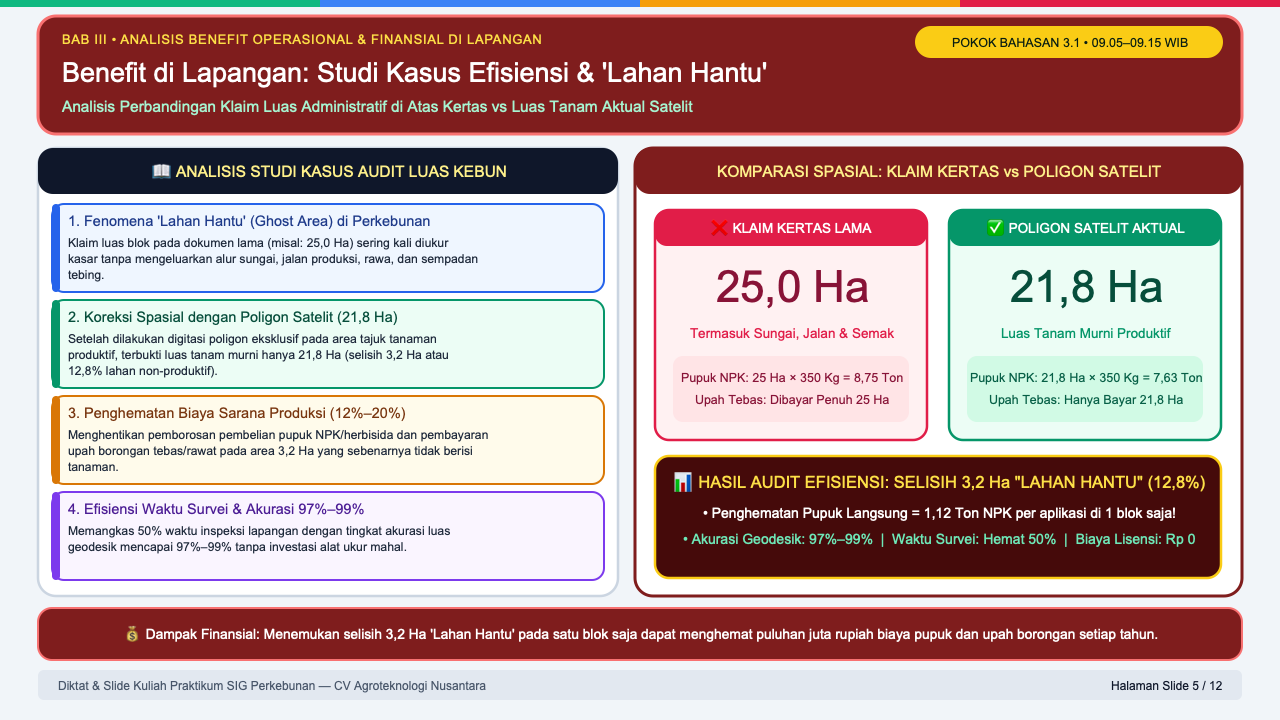 BAB III • ANALISIS BENEFIT OPERASIONAL & FINANSIAL DI LAPANGAN
POKOK BAHASAN 3.1 • 09.05–09.15 WIB
Benefit di Lapangan: Studi Kasus Efisiensi & 'Lahan Hantu'
Analisis Perbandingan Klaim Luas Administratif di Atas Kertas vs Luas Tanam Aktual Satelit
📖 ANALISIS STUDI KASUS AUDIT LUAS KEBUN
1. Fenomena 'Lahan Hantu' (Ghost Area) di Perkebunan
Klaim luas blok pada dokumen lama (misal: 25,0 Ha) sering kali diukur
kasar tanpa mengeluarkan alur sungai, jalan produksi, rawa, dan sempadan
tebing.
2. Koreksi Spasial dengan Poligon Satelit (21,8 Ha)
Setelah dilakukan digitasi poligon eksklusif pada area tajuk tanaman
produktif, terbukti luas tanam murni hanya 21,8 Ha (selisih 3,2 Ha atau
12,8% lahan non-produktif).
3. Penghematan Biaya Sarana Produksi (12%–20%)
Menghentikan pemborosan pembelian pupuk NPK/herbisida dan pembayaran
upah borongan tebas/rawat pada area 3,2 Ha yang sebenarnya tidak berisi
tanaman.
4. Efisiensi Waktu Survei & Akurasi 97%–99%
Memangkas 50% waktu inspeksi lapangan dengan tingkat akurasi luas
geodesik mencapai 97%–99% tanpa investasi alat ukur mahal.
KOMPARASI SPASIAL: KLAIM KERTAS vs POLIGON SATELIT
❌ KLAIM KERTAS LAMA
25,0 Ha
Termasuk Sungai, Jalan & Semak
Pupuk NPK: 25 Ha × 350 Kg = 8,75 Ton
Upah Tebas: Dibayar Penuh 25 Ha
✅ POLIGON SATELIT AKTUAL
21,8 Ha
Luas Tanam Murni Produktif
Pupuk NPK: 21,8 Ha × 350 Kg = 7,63 Ton
Upah Tebas: Hanya Bayar 21,8 Ha
📊 HASIL AUDIT EFISIENSI: SELISIH 3,2 Ha "LAHAN HANTU" (12,8%)
• Penghematan Pupuk Langsung = 1,12 Ton NPK per aplikasi di 1 blok saja!
• Akurasi Geodesik: 97%–99% | Waktu Survei: Hemat 50% | Biaya Lisensi: Rp 0
💰 Dampak Finansial: Menemukan selisih 3,2 Ha 'Lahan Hantu' pada satu blok saja dapat menghemat puluhan juta rupiah biaya pupuk dan upah borongan setiap tahun.
Diktat & Slide Kuliah Praktikum SIG Perkebunan — CV Agroteknologi Nusantara
Halaman Slide 5 / 12